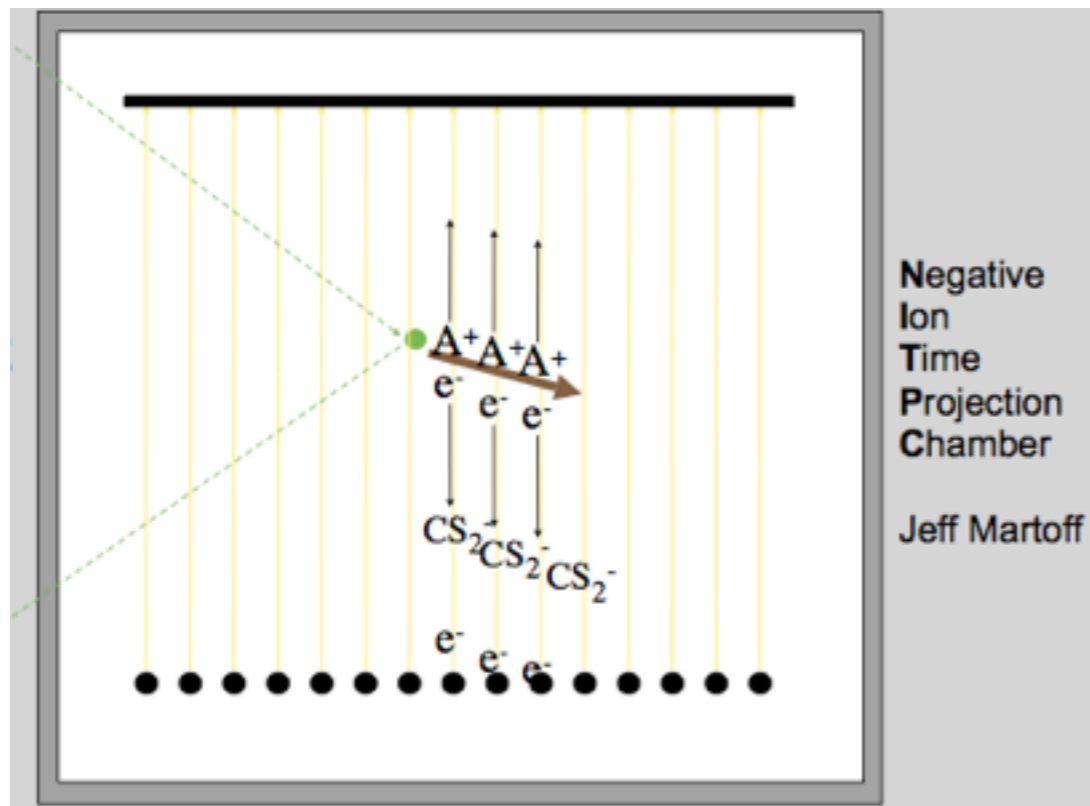 A⁺ A⁺ A⁺
e⁻ e⁻ e⁻
CS₂⁻ CS₂⁻ CS₂⁻
e⁻ e⁻ e⁻
Negative
Ion
Time
Projection
Chamber
Jeff Martoff